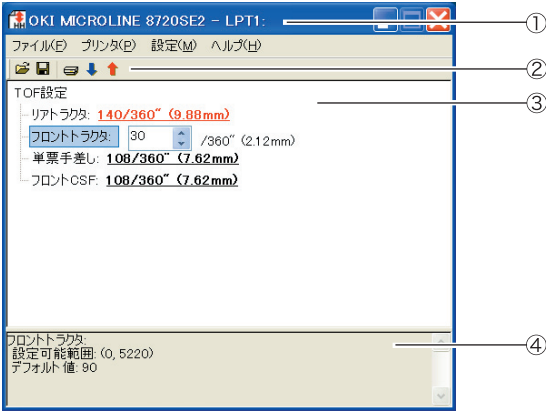 OKI MICROLINE 8720SE2 - LPT1:
①
ファイル(F) プリンタ(P) 設定(M) ヘルプ(H)
②
TOF設定
③
リアトラクタ: 140/360" (9.88mm)
フロントトラクタ: 30 /360" (2.12mm)
単票手差し: 108/360" (7.62mm)
フロントCSF: 108/360" (7.62mm)
フロントトラクタ:
④
設定可能範囲: (0, 5220)
デフォルト値: 90